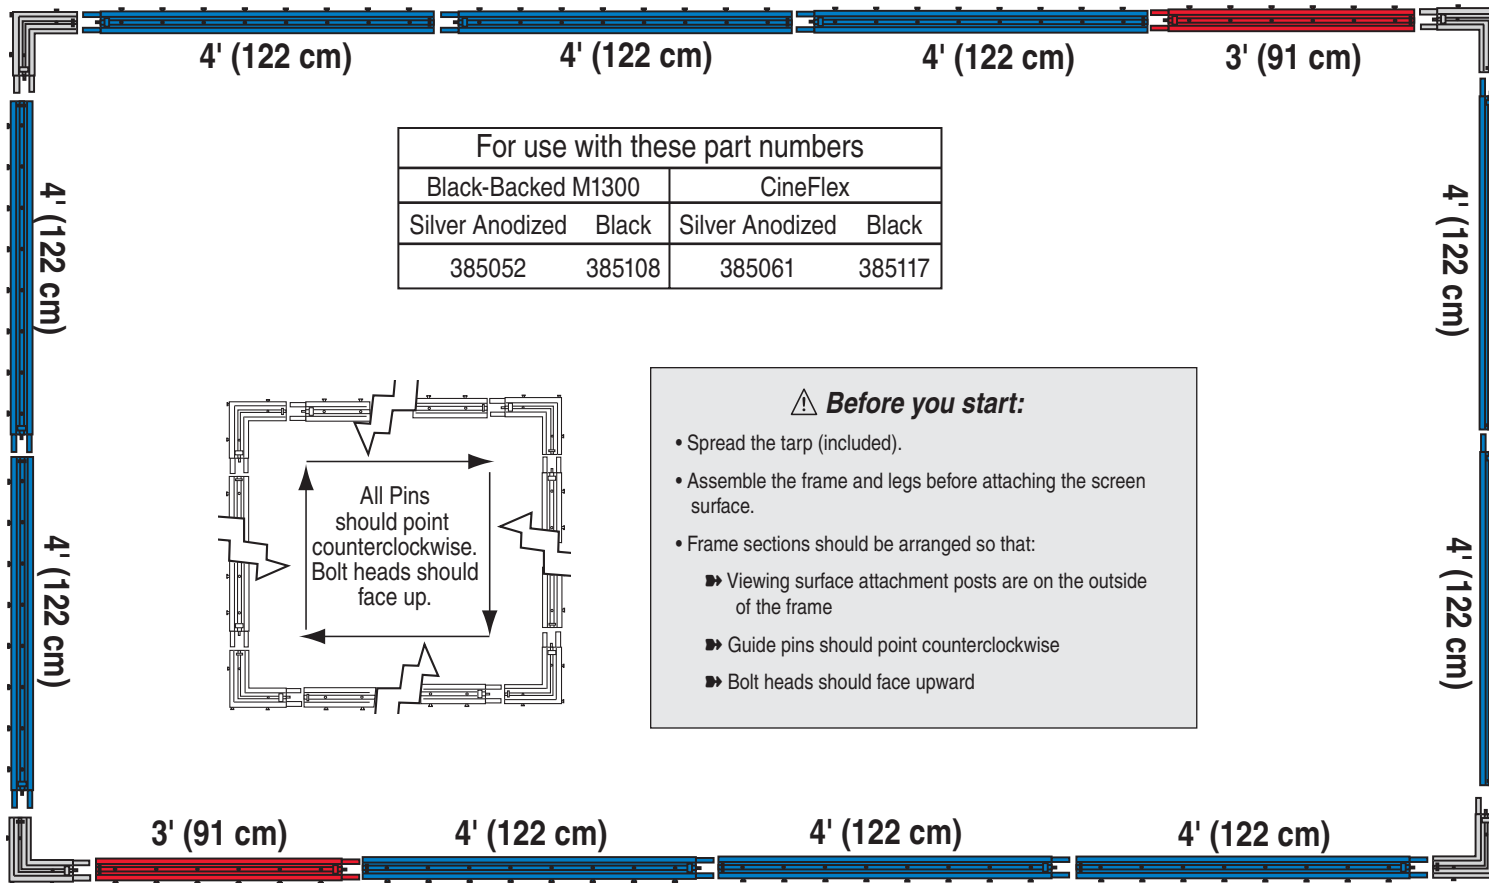 4' (122 cm)
4' (122 cm)
4' (122 cm)
3' (91 cm)
4' (122 cm)
4' (122 cm)
For use with these part numbers
Black-Backed M1300
CineFlex
Silver Anodized Black
Silver Anodized Black
385052 385108
385061 385117
All Pins
should point
counterclockwise.
Bolt heads should
face up.
⚠ Before you start:
• Spread the tarp (included).
• Assemble the frame and legs before attaching the screen
surface.
• Frame sections should be arranged so that:
➽ Viewing surface attachment posts are on the outside
of the frame
➽ Guide pins should point counterclockwise
➽ Bolt heads should face upward
4' (122 cm)
4' (122 cm)
3' (91 cm)
4' (122 cm)
4' (122 cm)
4' (122 cm)